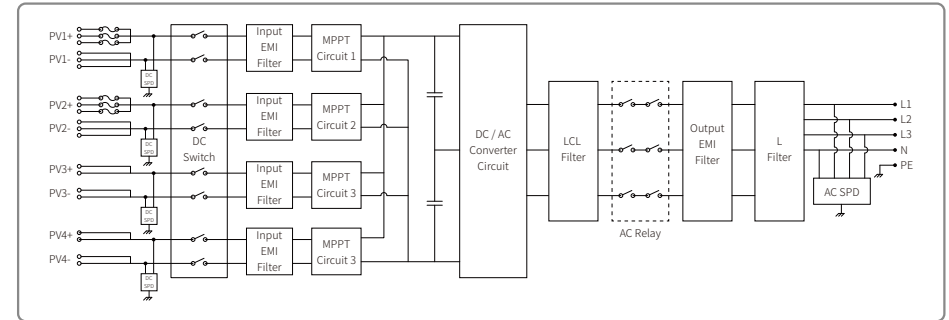 PV1+
PV1-
DC
SPD
PV2+
PV2-
DC
SPD
PV3+
PV3-
DC
SPD
PV4+
PV4-
DC
SPD
DC
Switch
Input
EMI
Filter
MPPT
Circuit 1
Input
EMI
Filter
MPPT
Circuit 2
Input
EMI
Filter
MPPT
Circuit 3
Input
EMI
Filter
MPPT
Circuit 3
DC / AC
Converter
Circuit
LCL
Filter
AC Relay
Output
EMI
Filter
L
Filter
L1
L2
L3
N
PE
AC SPD